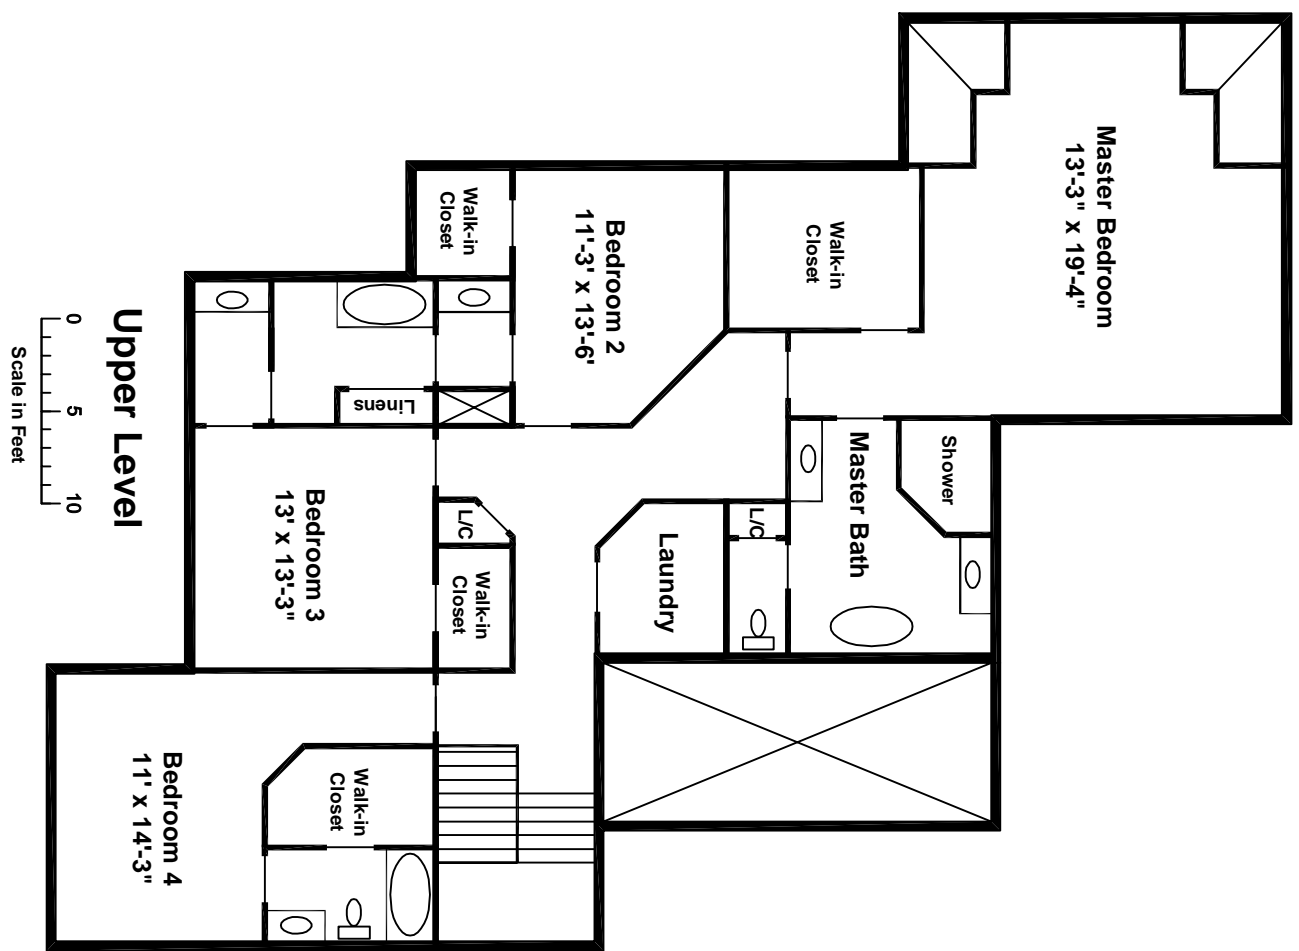 Master Bedroom
13'-3" x 19'-4"
Walk-in
Closet
Bedroom 2
11'-3' x 13'-6'
Walk-in
Closet
Shower
Master Bath
L/C
Laundry
Linens
L/C
Walk-in
Closet
Bedroom 3
13' x 13'-3"
Walk-in
Closet
Bedroom 4
11' x 14'-3"
Upper Level
0 5 10
Scale in Feet